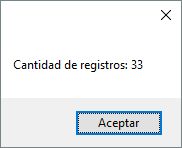 Cantidad de registros: 33
Aceptar